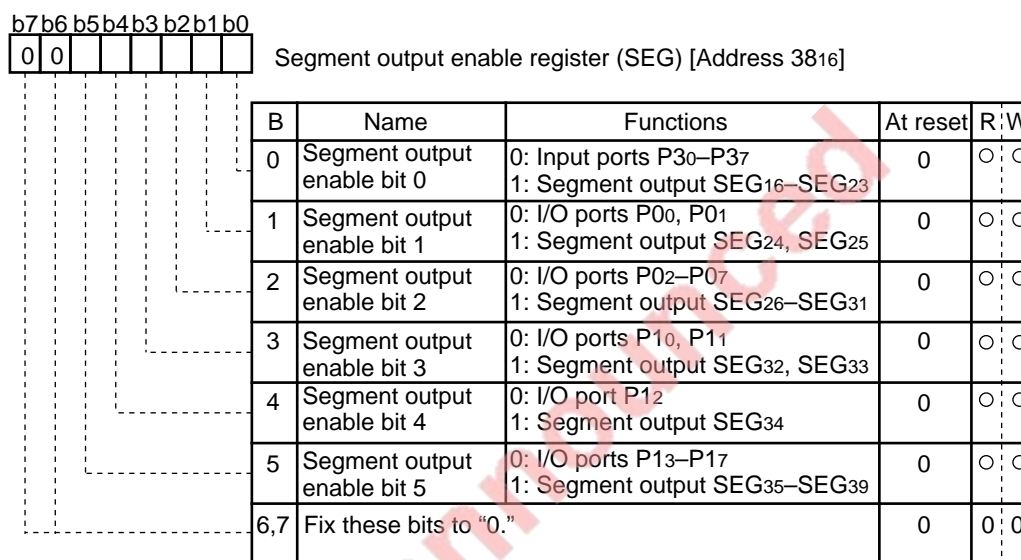 b7 b6 b5 b4 b3 b2 b1 b0
0 0
Segment output enable register (SEG) [Address 3816]
B Name Functions At reset R W
0 Segment output enable bit 0 0: Input ports P30–P37 0 ○ ○
1: Segment output SEG16–SEG23
1 Segment output enable bit 1 0: I/O ports P00, P01 0 ○ ○
1: Segment output SEG24, SEG25
2 Segment output enable bit 2 0: I/O ports P02–P07 0 ○ ○
1: Segment output SEG26–SEG31
3 Segment output enable bit 3 0: I/O ports P10, P11 0 ○ ○
1: Segment output SEG32, SEG33
4 Segment output enable bit 4 0: I/O port P12 0 ○ ○
1: Segment output SEG34
5 Segment output enable bit 5 0: I/O ports P13–P17 0 ○ ○
1: Segment output SEG35–SEG39
6,7 Fix these bits to “0.” 0 0 0
nnounced